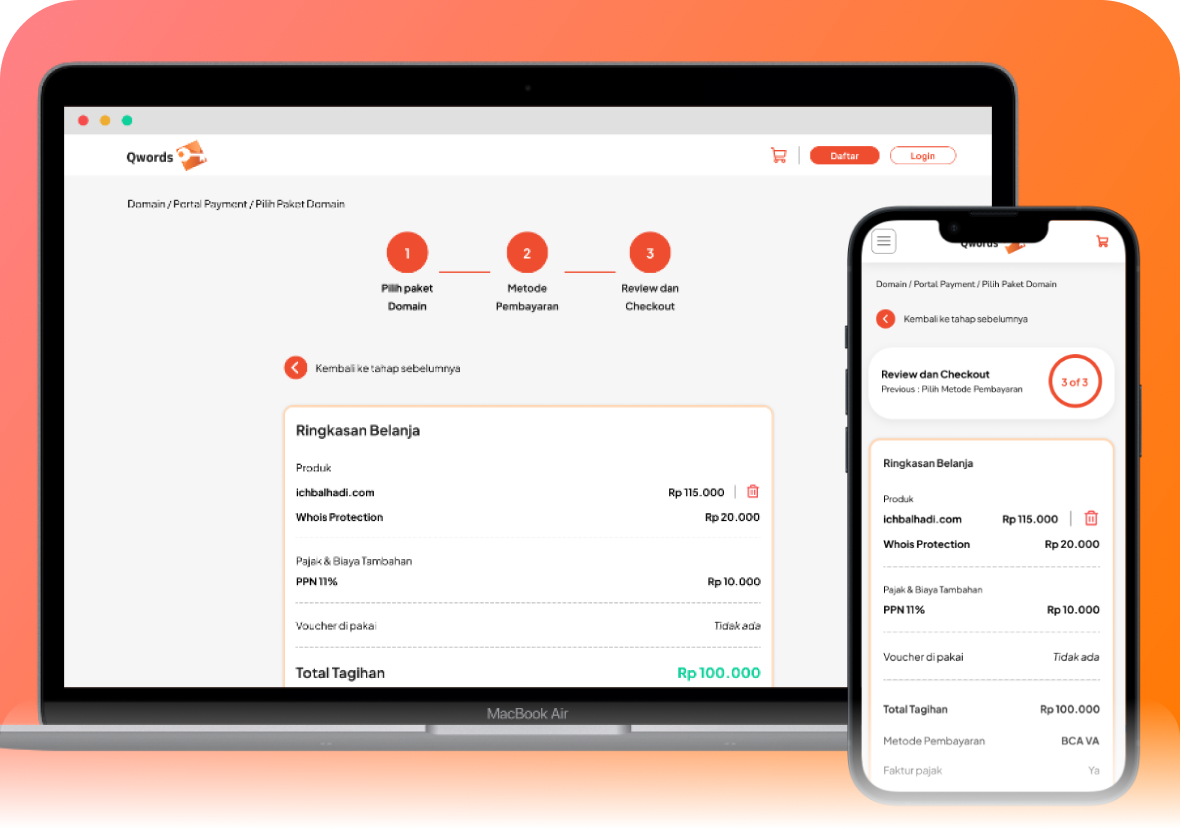 Qwords
Daftar
Login
Domain / Portal Payment / Pilih Paket Domain
1
2
3
Pilih paket
Domain
Metode
Pembayaran
Review dan
Checkout
Kembali ke tahap sebelumnya
Ringkasan Belanja
Produk
ichbalhadi.com Rp 115.000
Whois Protection Rp 20.000
Pajak & Biaya Tambahan
PPN 11% Rp 10.000
Voucher di pakai Tidak ada
Total Tagihan Rp 100.000
MacBook Air
Qwords
Domain / Portal Payment / Pilih Paket Domain
Kembali ke tahap sebelumnya
Review dan Checkout
Previous : Pilih Metode Pembayaran
3 of 3
Ringkasan Belanja
Produk
ichbalhadi.com Rp 115.000
Whois Protection Rp 20.000
Pajak & Biaya Tambahan
PPN 11% Rp 10.000
Voucher di pakai Tidak ada
Total Tagihan Rp 100.000
Metode Pembayaran BCA VA
Faktur pajak Ya